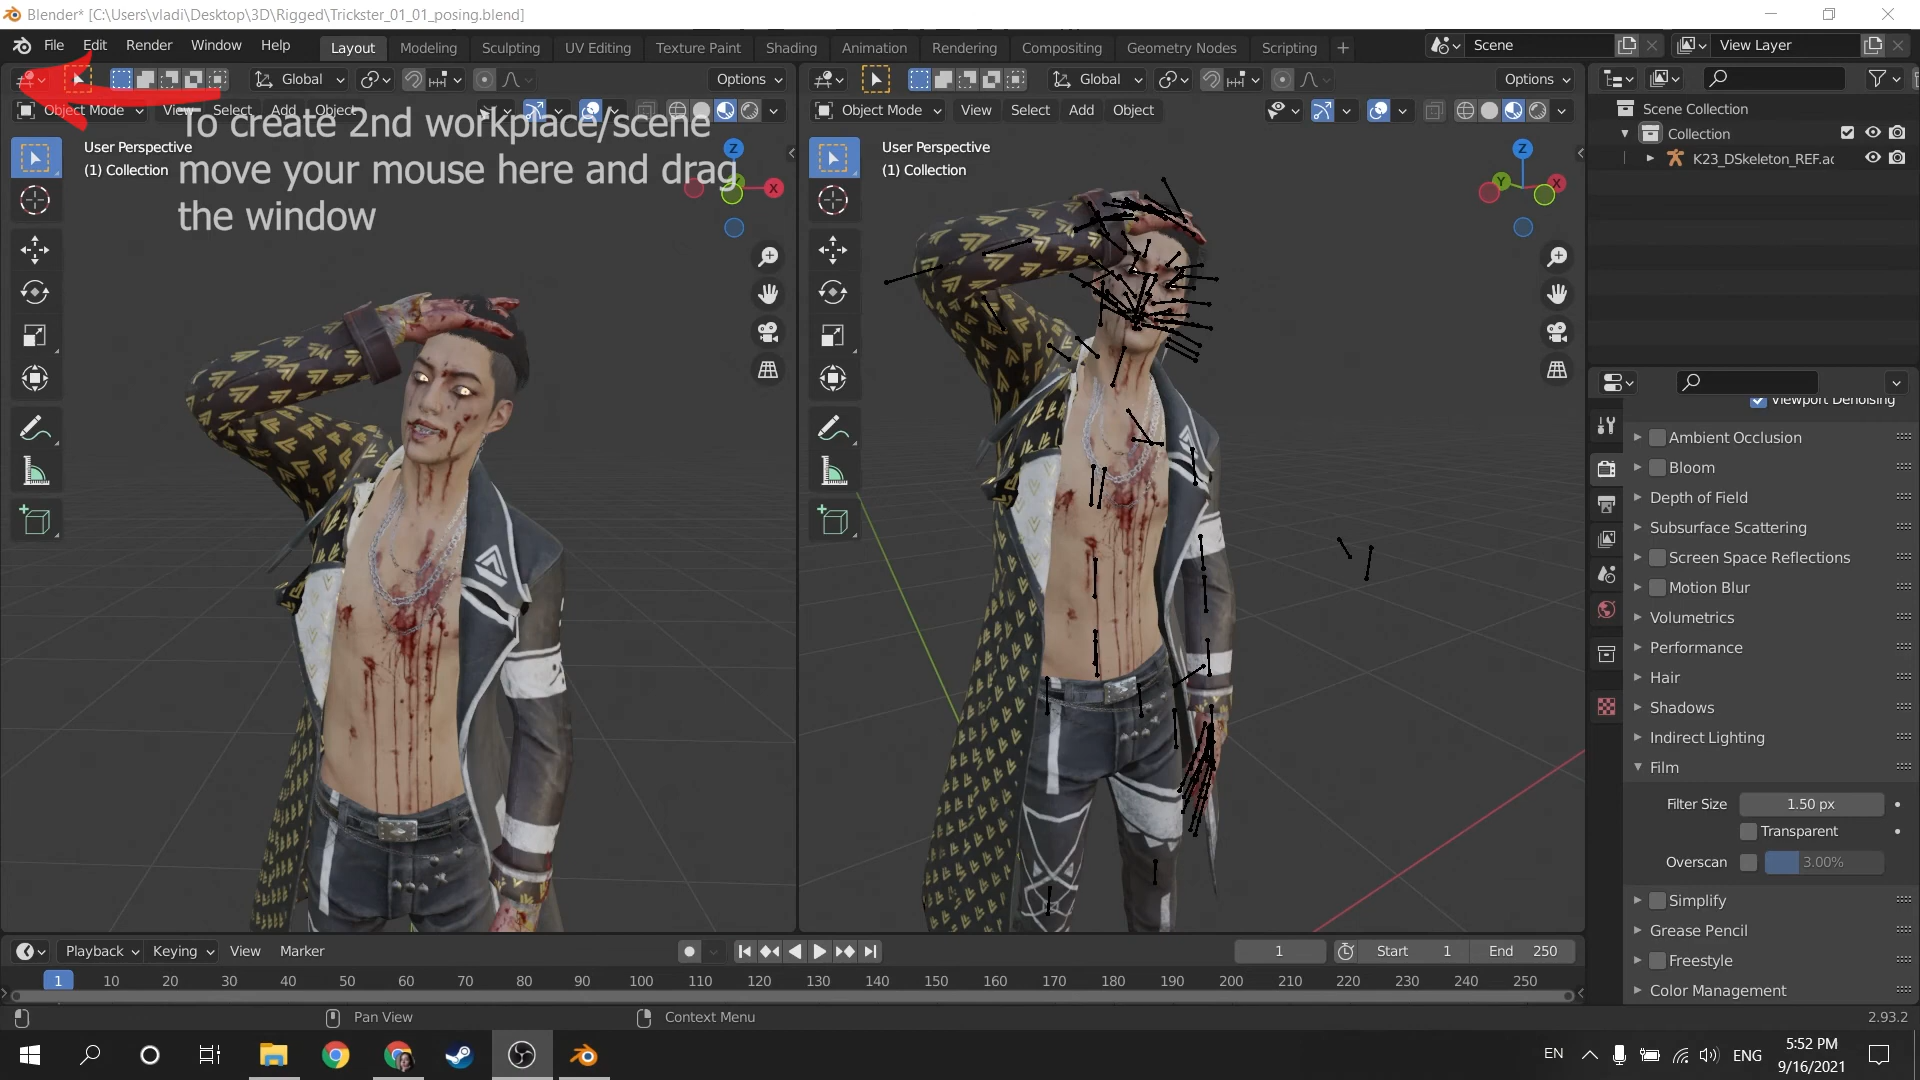 Blender* [C:\Users\vladi\Desktop\3D\Rigged\Trickster_01_01_posing.blend]
File Edit Render Window Help Layout Modeling Sculpting UV Editing Texture Paint Shading Animation Rendering Compositing Geometry Nodes Scripting + Scene View Layer
Global Options Global Options
Object Mode View Select Add Object Object Mode View Select Add Object
To create 2nd workplace/scene
move your mouse here and drag
the window
User Perspective
(1) Collection
Z
X
User Perspective
(1) Collection
Z
Y
X
Scene Collection
Collection
K23_DSkeleton_REF.ac
Viewport Denoising
Ambient Occlusion
Bloom
Depth of Field
Subsurface Scattering
Screen Space Reflections
Motion Blur
Volumetrics
Performance
Hair
Shadows
Indirect Lighting
Film
Filter Size 1.50 px
Transparent
Overscan 3.00%
Simplify
Grease Pencil
Freestyle
Color Management
Playback Keying View Marker 1 Start 1 End 250
1 10 20 30 40 50 60 70 80 90 100 110 120 130 140 150 160 170 180 190 200 210 220 230 240 250
Pan View Context Menu 2.93.2
EN ENG 5:52 PM
9/16/2021